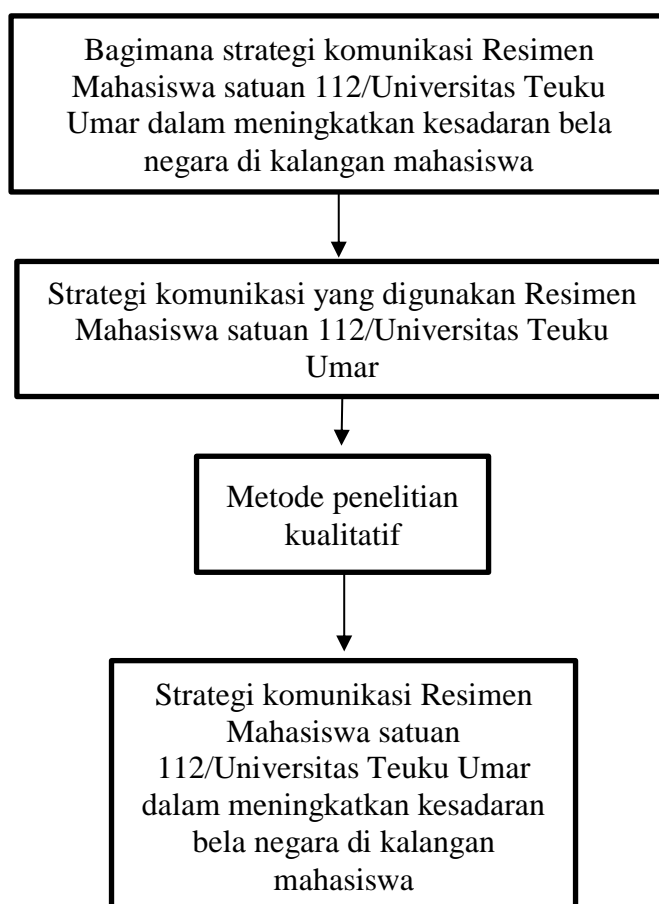 Bagimana strategi komunikasi Resimen
Mahasiswa satuan 112/Universitas Teuku
Umar dalam meningkatkan kesadaran bela
negara di kalangan mahasiswa
Strategi komunikasi yang digunakan Resimen
Mahasiswa satuan 112/Universitas Teuku
Umar
Metode penelitian
kualitatif
Strategi komunikasi Resimen
Mahasiswa satuan
112/Universitas Teuku Umar
dalam meningkatkan kesadaran
bela negara di kalangan
mahasiswa